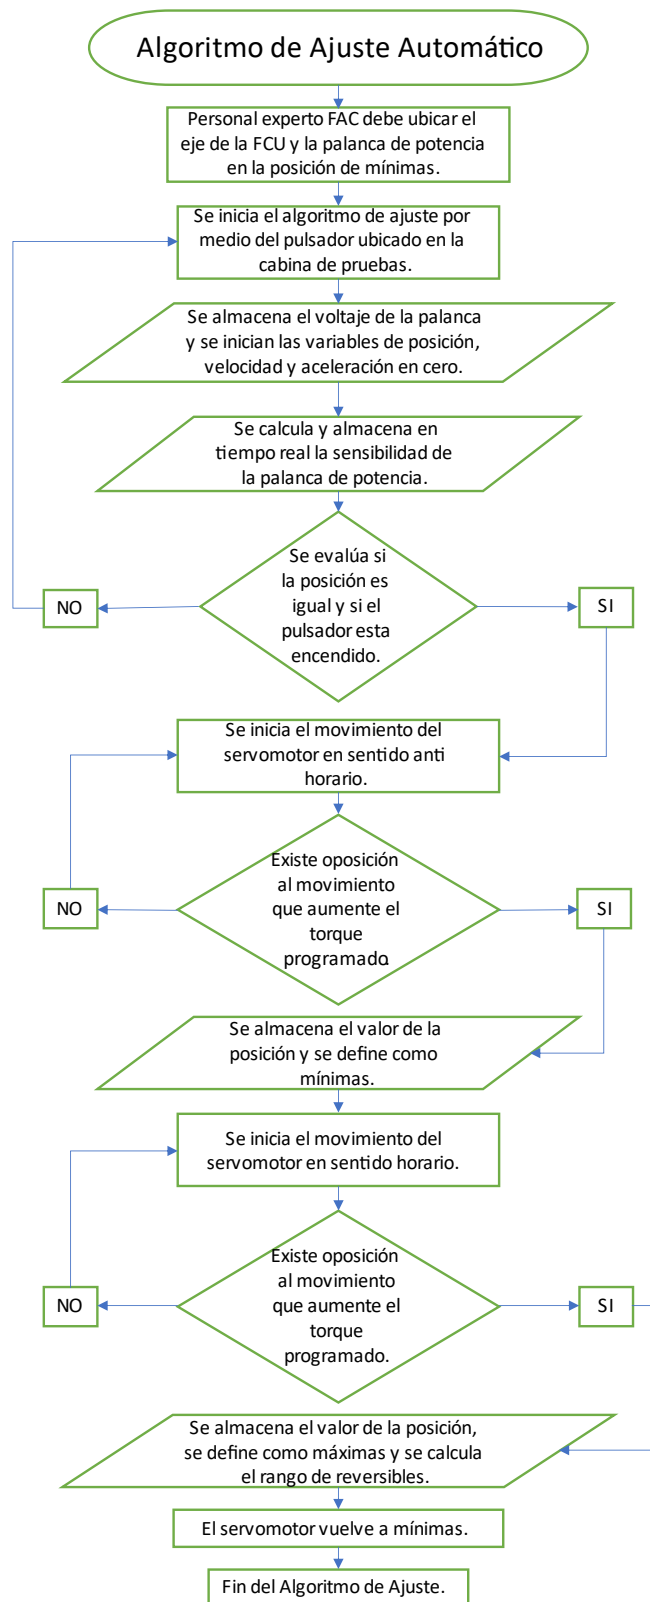 Algoritmo de Ajuste Automático
Personal experto FAC debe ubicar el
eje de la FCU y la palanca de potencia
en la posición de mínimas.
Se inicia el algoritmo de ajuste por
medio del pulsador ubicado en la
cabina de pruebas.
Se almacena el voltaje de la palanca
y se inician las variables de posición,
velocidad y aceleración en cero.
Se calcula y almacena en
tiempo real la sensibilidad de
la palanca de potencia.
Se evalúa si
la posición es
igual y si el
pulsador esta
encendido.
NO
SI
Se inicia el movimiento del
servomotor en sentido anti
horario.
Existe oposición
al movimiento
que aumente el
torque
programado.
NO
SI
Se almacena el valor de la
posición y se define como
mínimas.
Se inicia el movimiento del
servomotor en sentido horario.
Existe oposición
al movimiento
que aumente el
torque
programado.
NO
SI
Se almacena el valor de la posición,
se define como máximas y se calcula
el rango de reversibles.
El servomotor vuelve a mínimas.
Fin del Algoritmo de Ajuste.